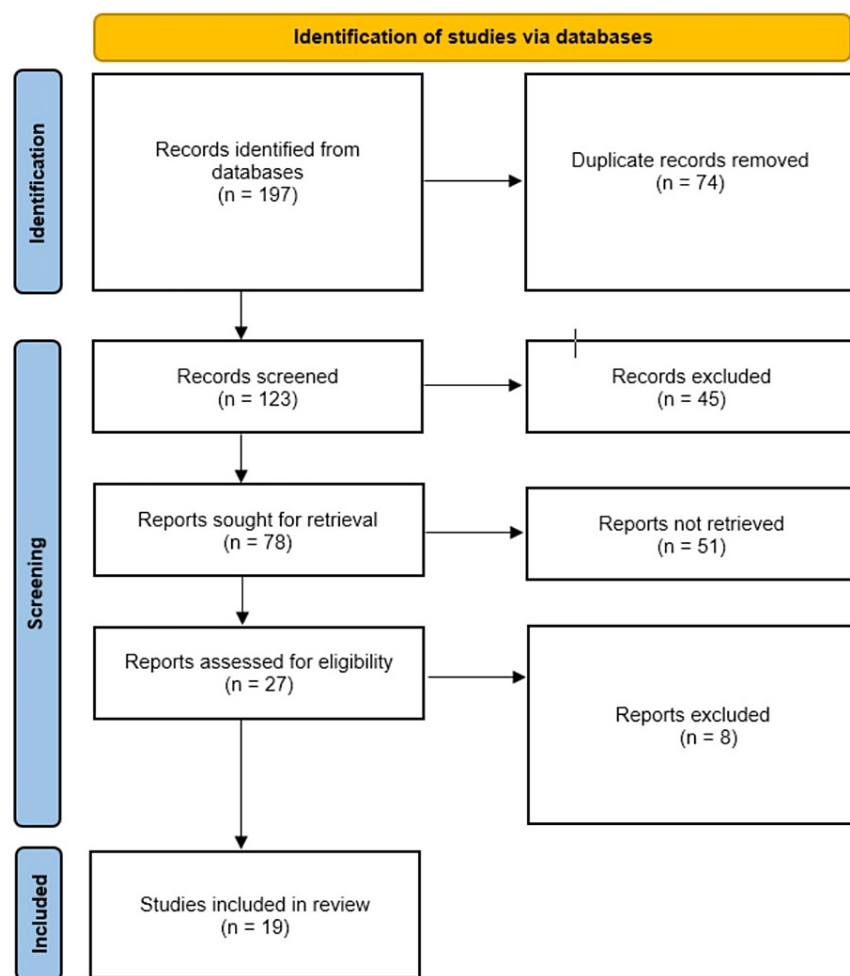 Identification of studies via databases
Identification
Records identified from
databases
(n = 197)
Duplicate records removed
(n = 74)
Screening
Records screened
(n = 123)
Records excluded
(n = 45)
Reports sought for retrieval
(n = 78)
Reports not retrieved
(n = 51)
Reports assessed for eligibility
(n = 27)
Reports excluded
(n = 8)
Included
Studies included in review
(n = 19)